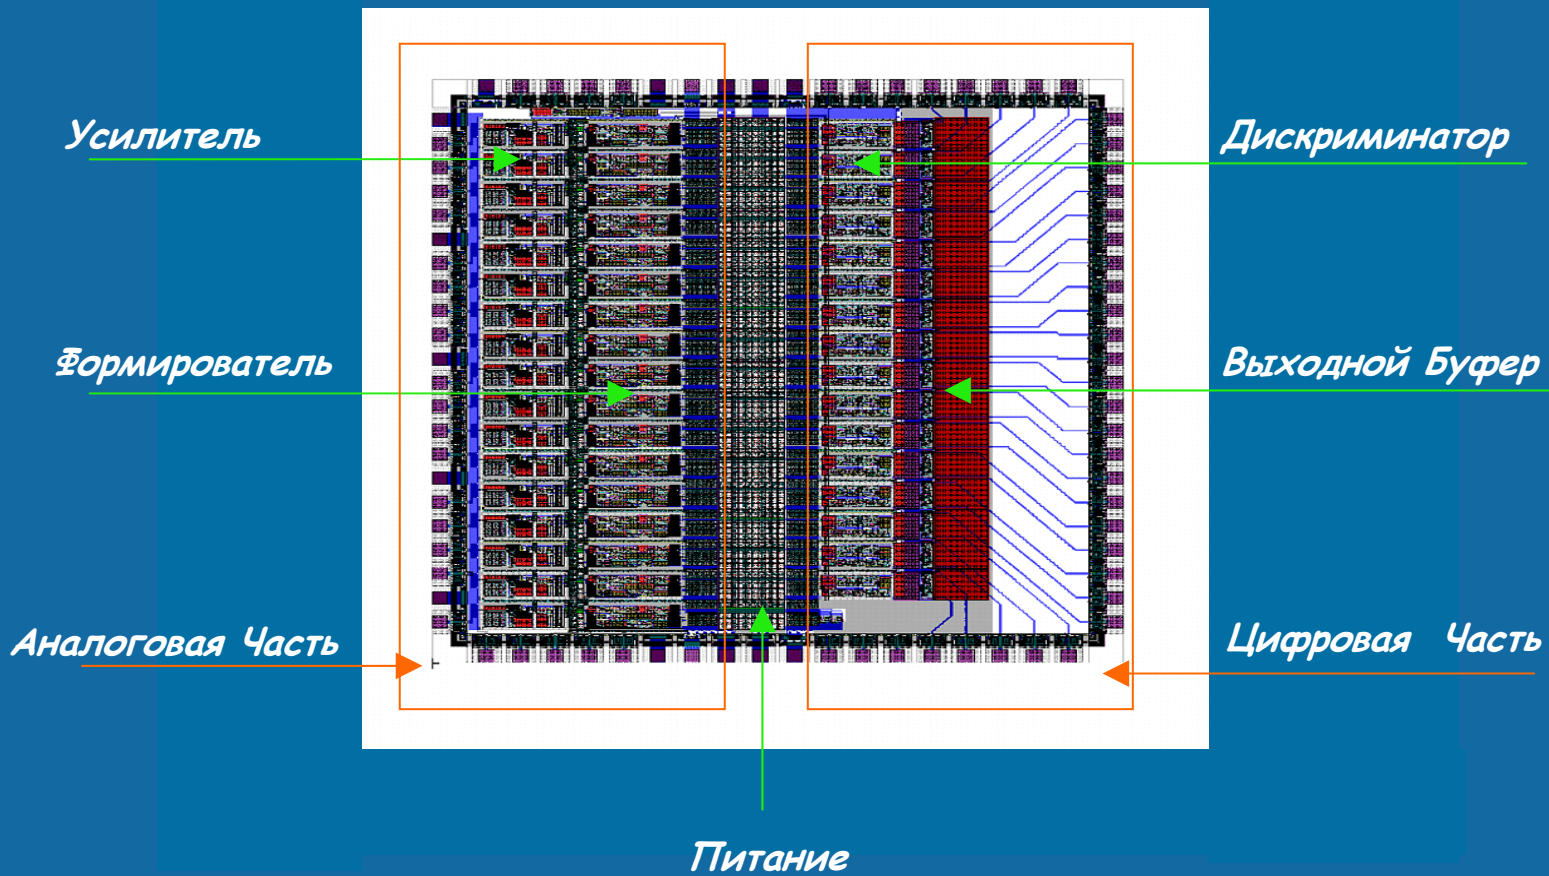 Усилитель
Дискриминатор
Формирователь
Выходной Буфер
Аналоговая Часть
Цифровая Часть
Питание